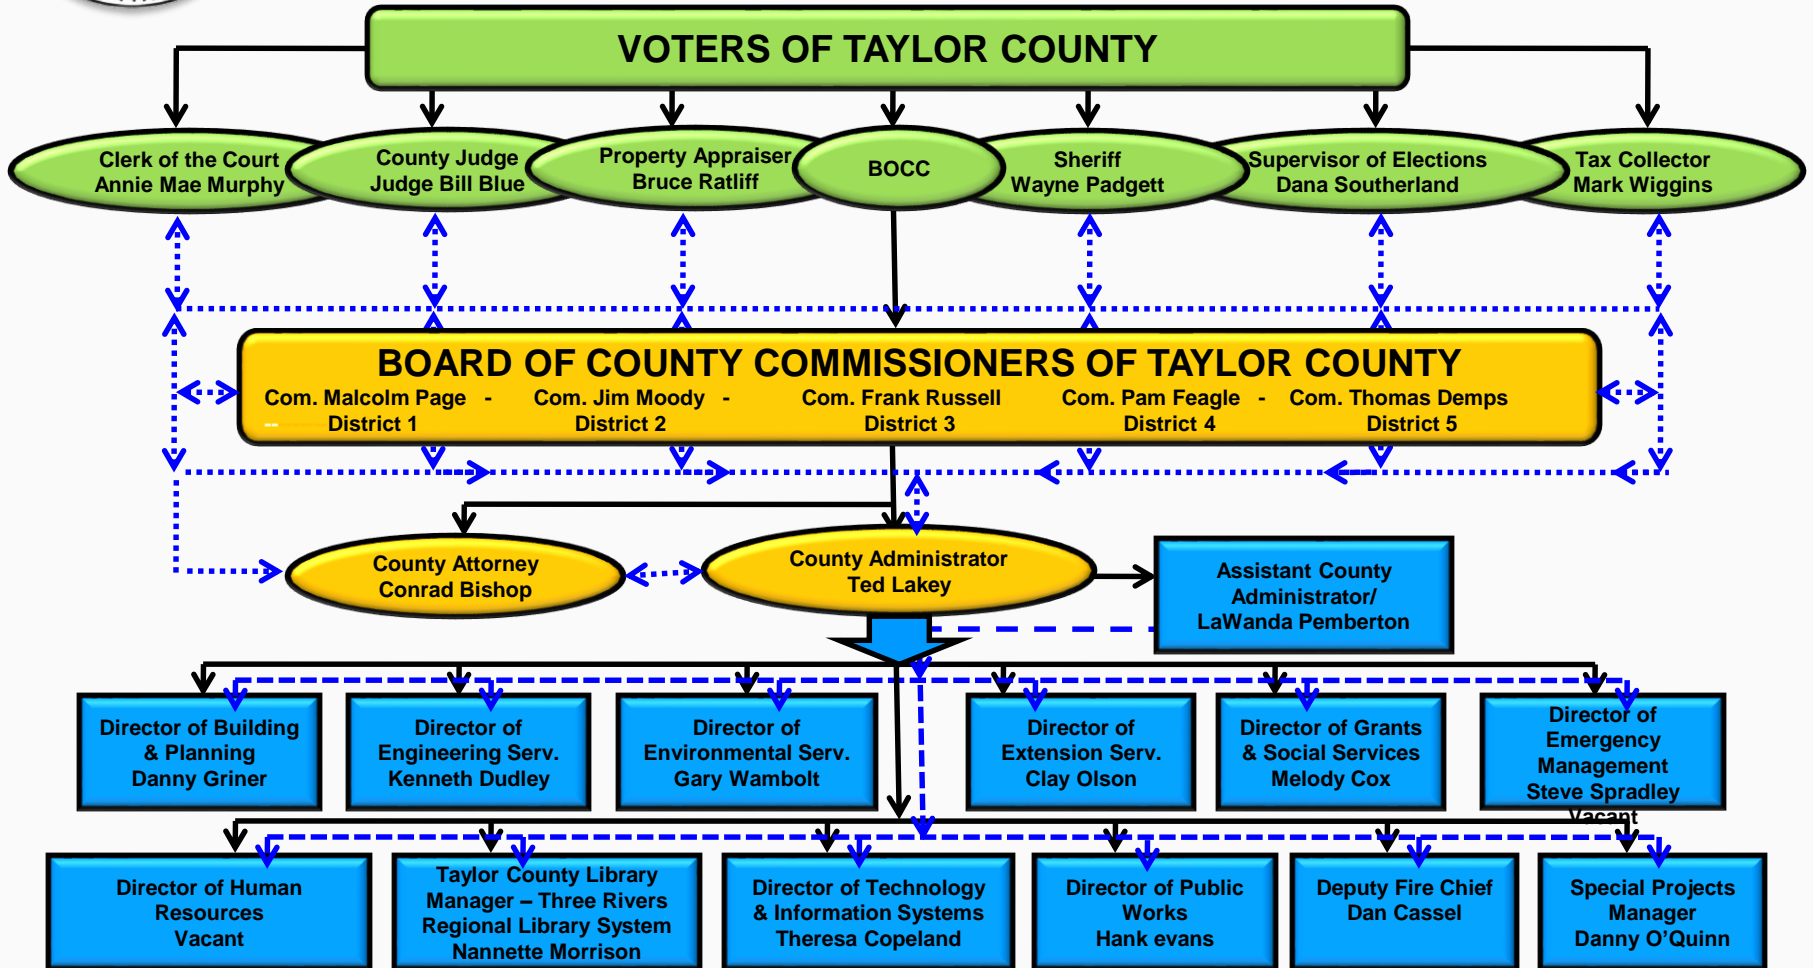 VOTERS OF TAYLOR COUNTY
Clerk of the Court
Annie Mae Murphy
County Judge
Judge Bill Blue
Property Appraiser
Bruce Ratliff
BOCC
Sheriff
Wayne Padgett
Supervisor of Elections
Dana Southerland
Tax Collector
Mark Wiggins
BOARD OF COUNTY COMMISSIONERS OF TAYLOR COUNTY
Com. Malcolm Page - Com. Jim Moody - Com. Frank Russell Com. Pam Feagle - Com. Thomas Demps
-- District 1 District 2 District 3 District 4 District 5
County Attorney
Conrad Bishop
County Administrator
Ted Lakey
Assistant County
Administrator/
LaWanda Pemberton
Director of Building
& Planning
Danny Griner
Director of
Engineering Serv.
Kenneth Dudley
Director of
Environmental Serv.
Gary Wambolt
Director of
Extension Serv.
Clay Olson
Director of Grants
& Social Services
Melody Cox
Director of
Emergency
Management
Steve Spradley
Vacant
Director of Human
Resources
Vacant
Taylor County Library
Manager – Three Rivers
Regional Library System
Nannette Morrison
Director of Technology
& Information Systems
Theresa Copeland
Director of Public
Works
Hank evans
Deputy Fire Chief
Dan Cassel
Special Projects
Manager
Danny O’Quinn